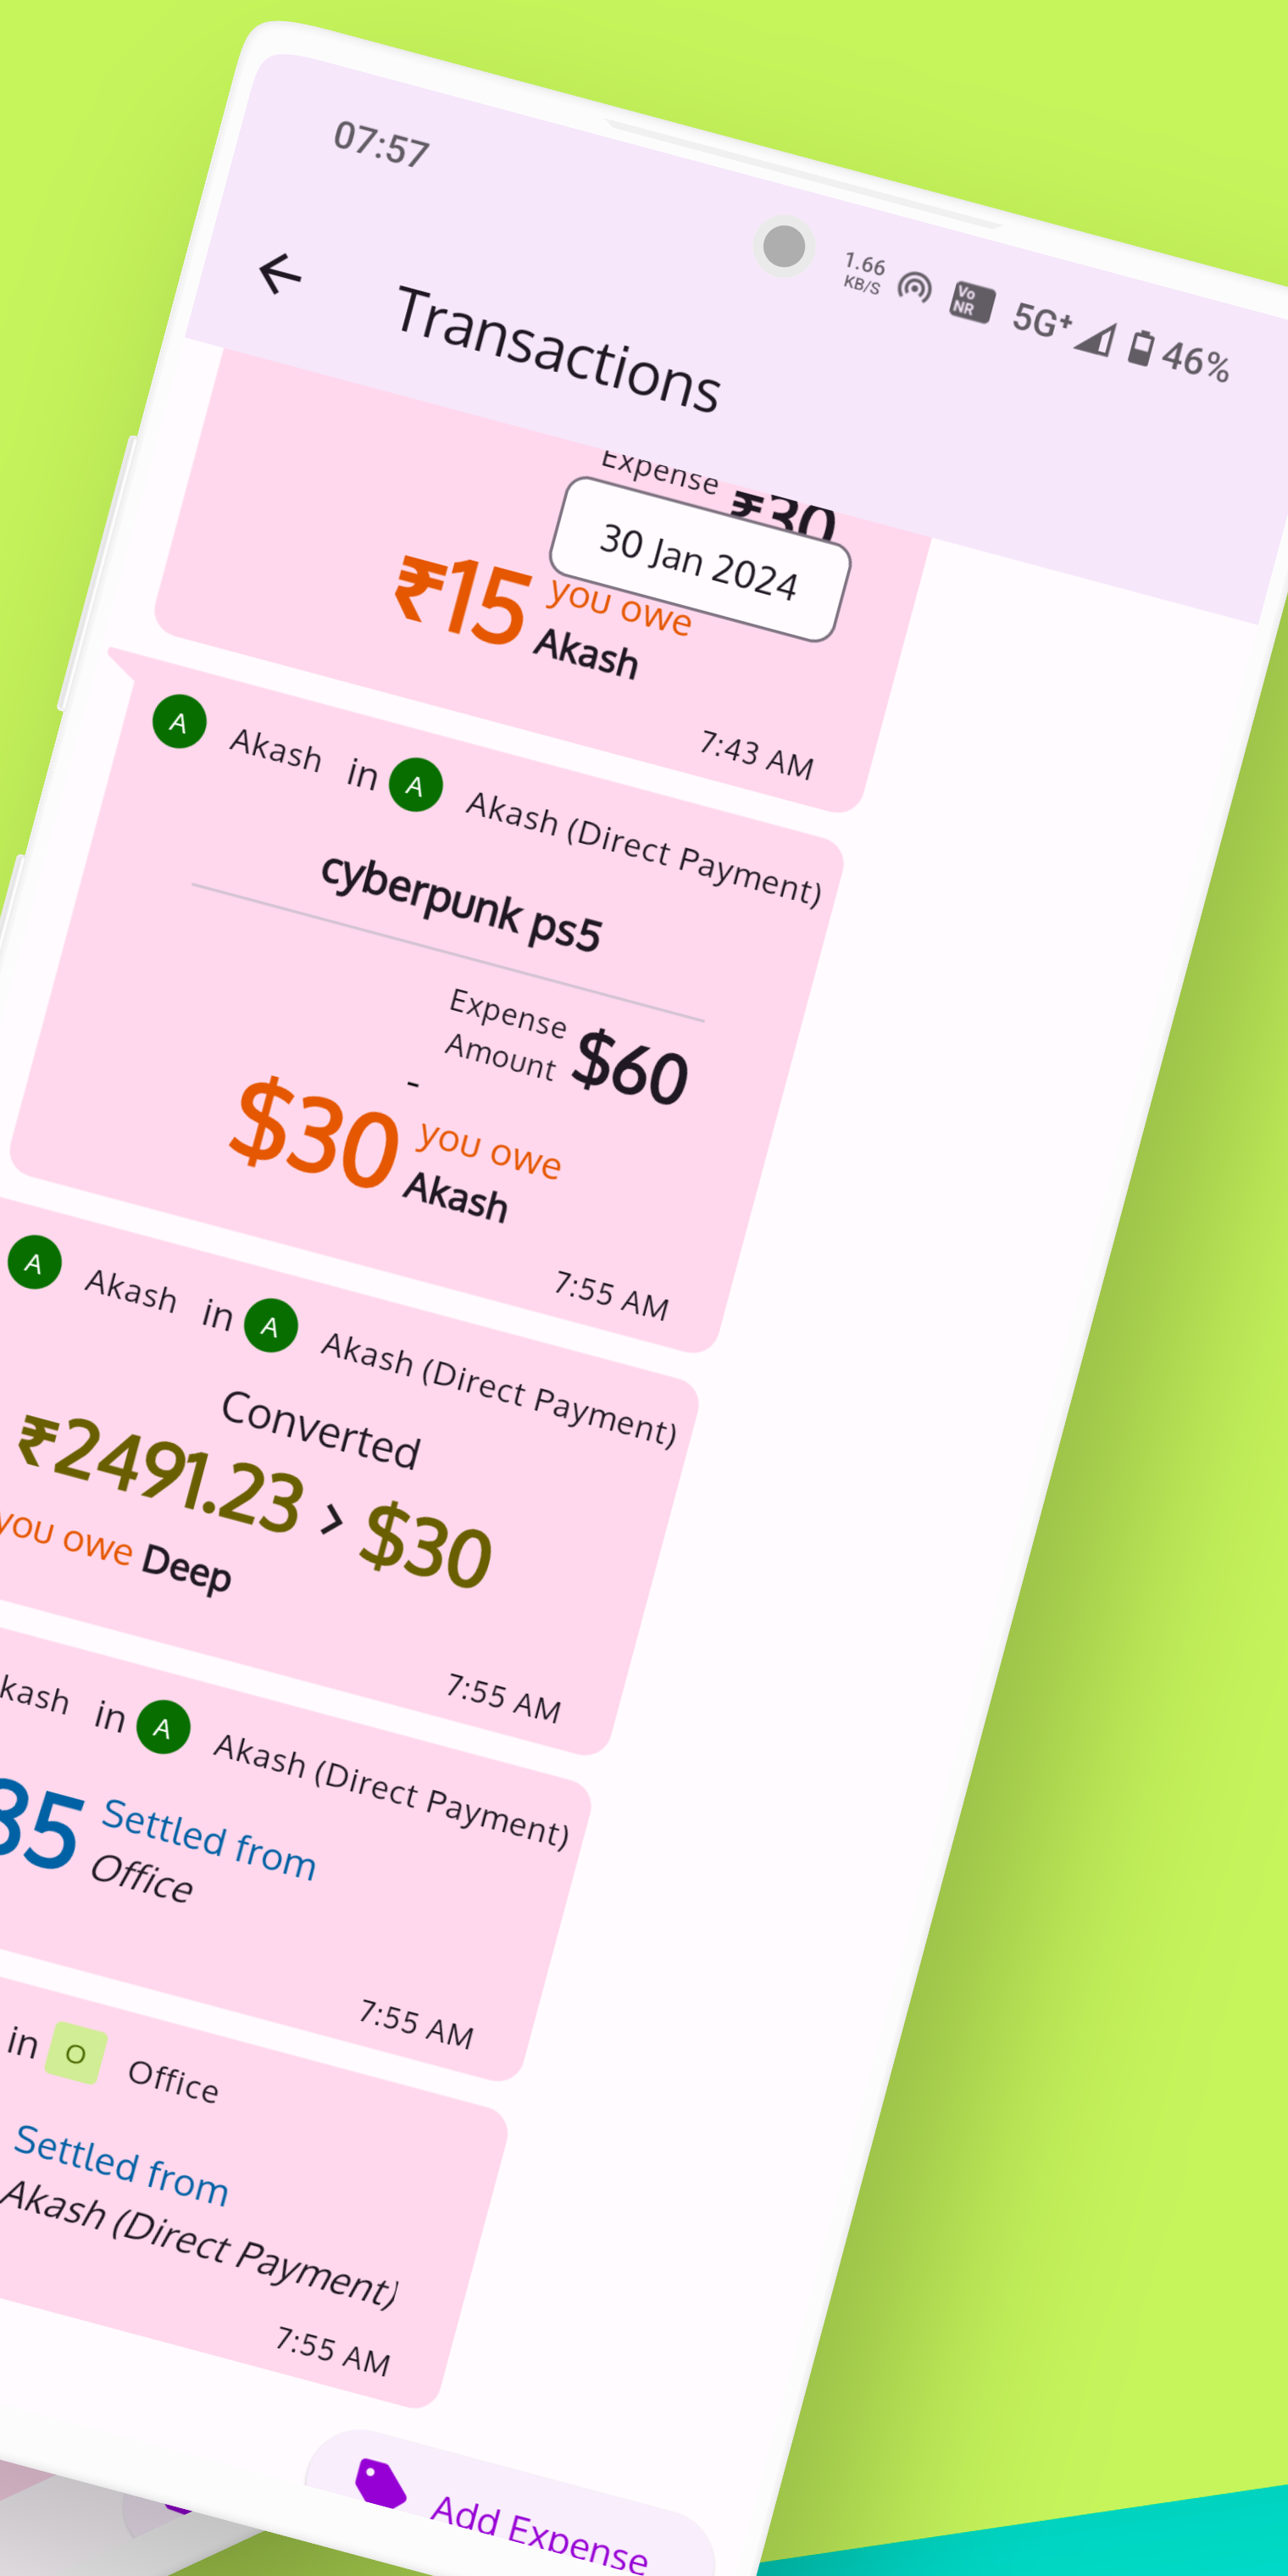 07:57
1.66
KB/S
Vo
NR
5G+
46%
Transactions
Expense ₹30
30 Jan 2024
₹15 you owe
Akash
7:43 AM
A Akash in A Akash (Direct Payment)
cyberpunk ps5
Expense
Amount $60
-
$30 you owe
Akash
7:55 AM
A Akash in A Akash (Direct Payment)
Converted
₹2491.23 > $30
you owe Deep
7:55 AM
kash in A Akash (Direct Payment)
35 Settled from
Office
7:55 AM
in O Office
Settled from
Akash (Direct Payment)
7:55 AM
Add Expense